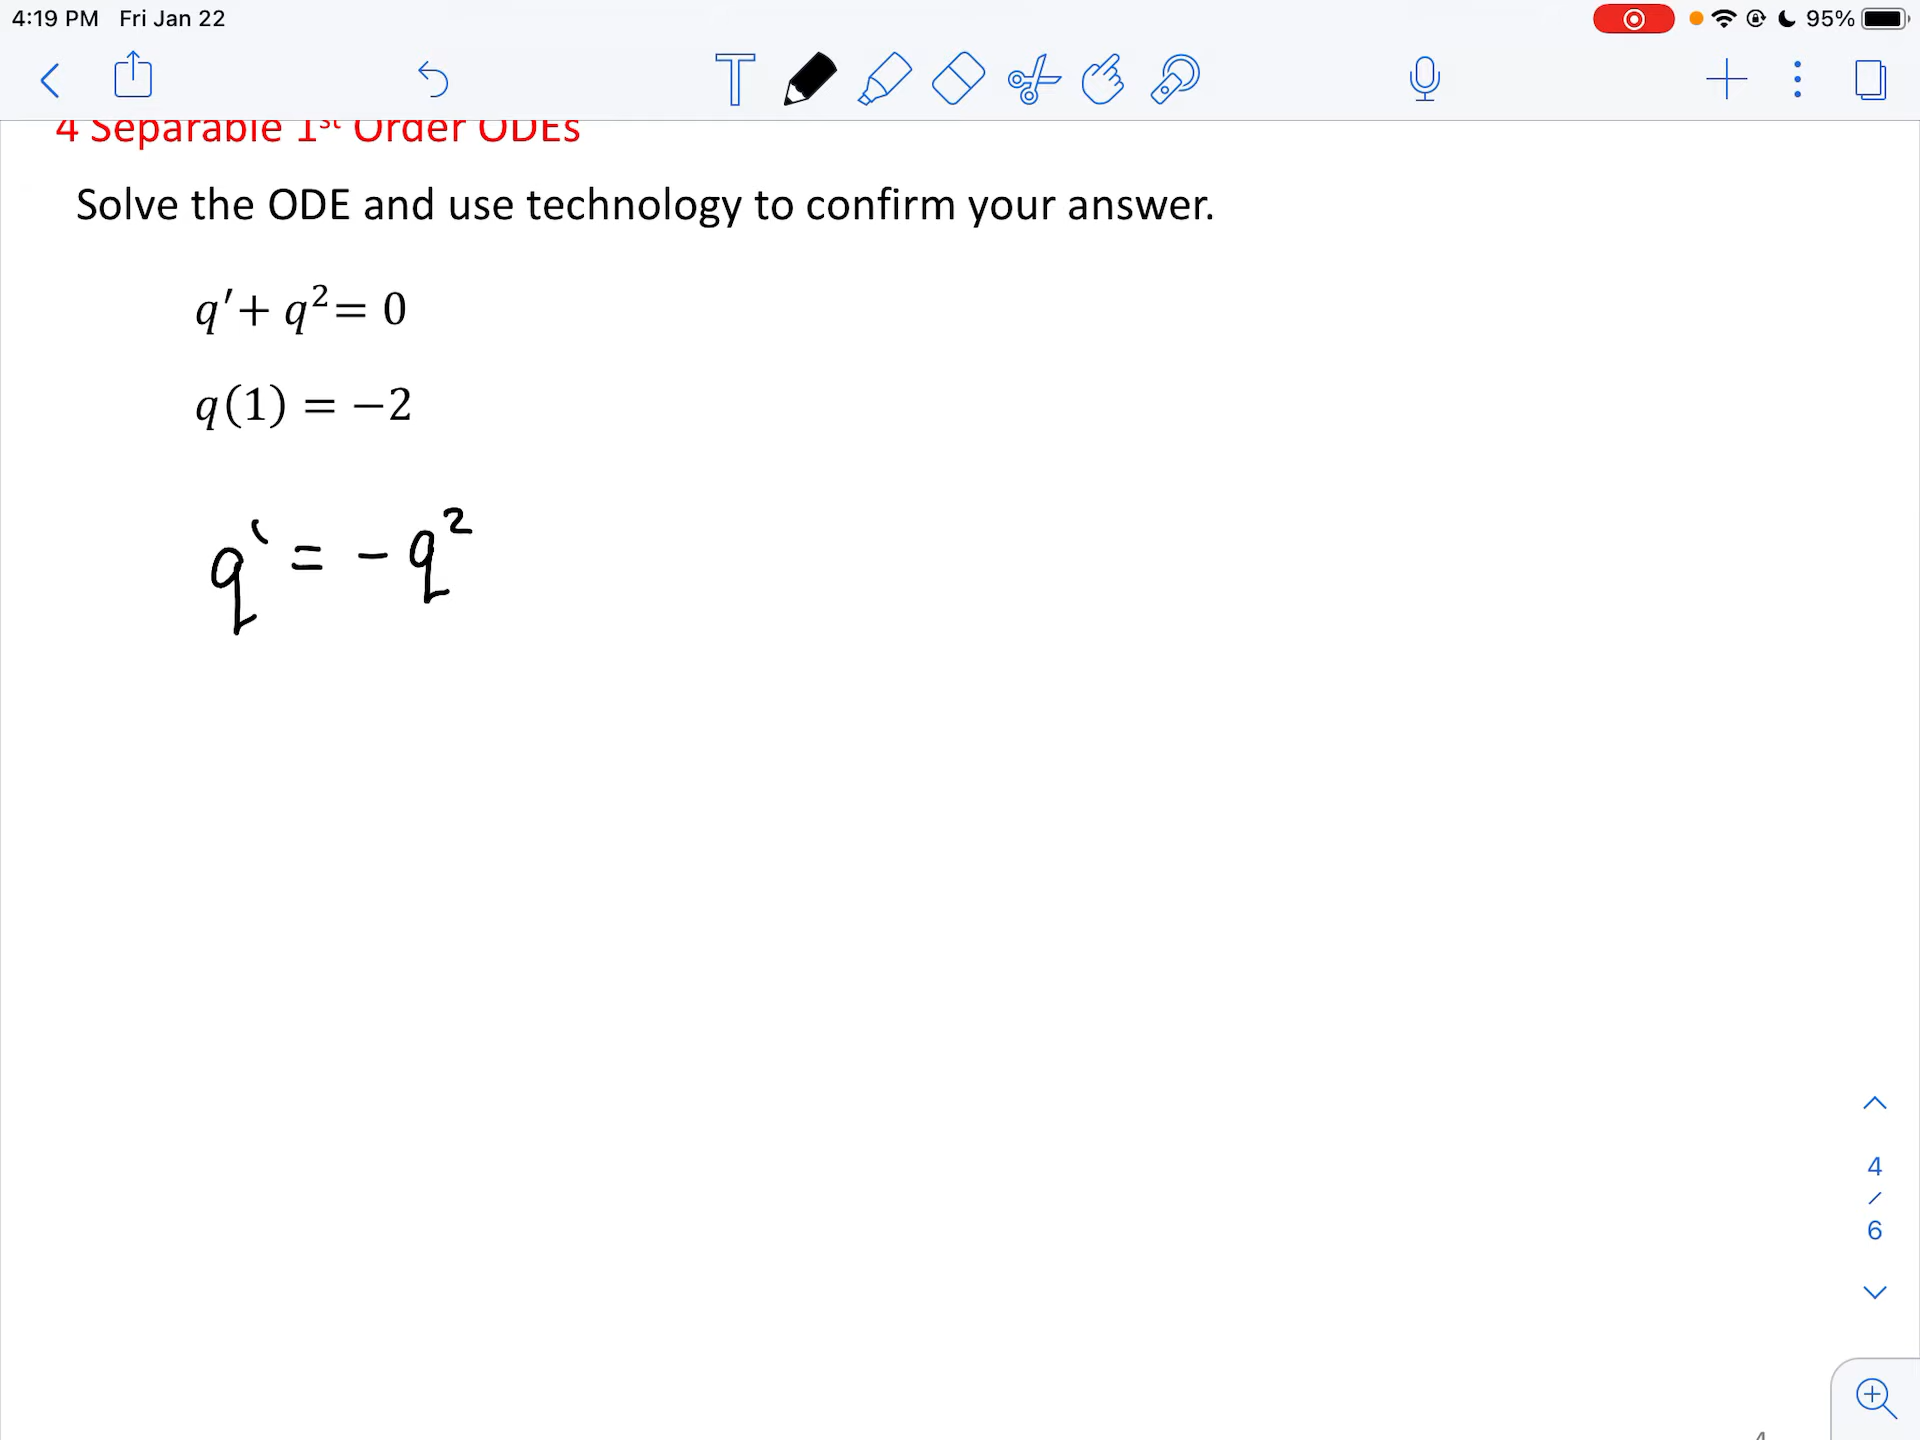 4:19 PM Fri Jan 22 95%
4 Separable 1st Order ODEs
Solve the ODE and use technology to confirm your answer.
q′+ q²= 0
q(1) = −2
q' = - q²
4
/
6
4